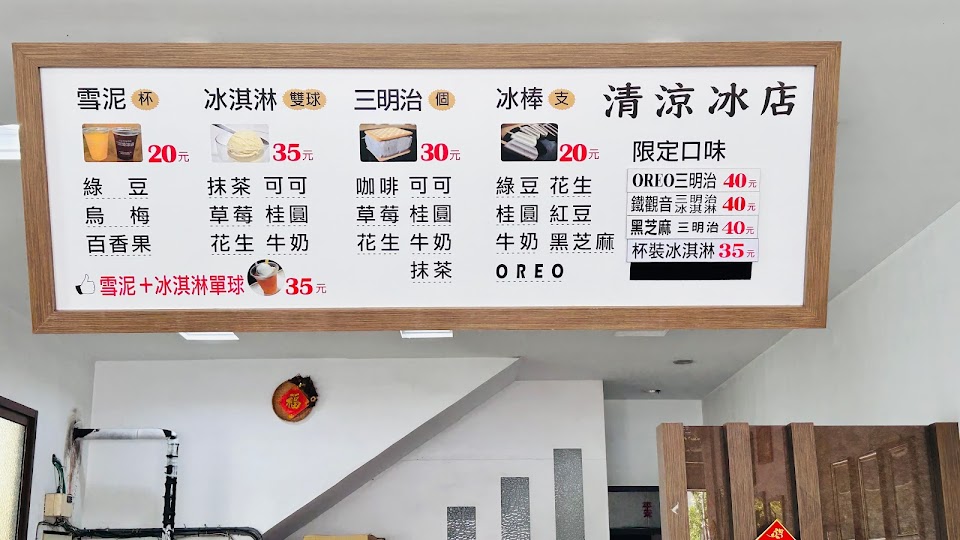 清涼冰店
雪泥 杯
20元
綠豆
烏梅
百香果
冰淇淋 雙球
35元
抹茶 可可
草莓 桂圓
花生 牛奶
三明治 個
30元
咖啡 可可
草莓 桂圓
花生 牛奶
抹茶
冰棒 支
20元
綠豆 花生
桂圓 紅豆
牛奶 黑芝麻
OREO
限定口味
OREO三明治 40元
鐵觀音 三明治 冰淇淋 40元
黑芝麻 三明治 40元
杯裝冰淇淋 35元
雪泥+冰淇淋單球 35元
福